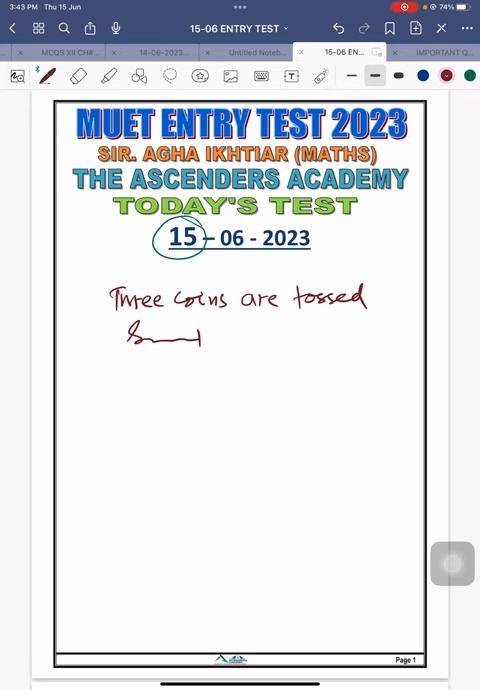 3:43 PM Thu 15 Jun
74%
15-06 ENTRY TEST
MCQS XII CH#...
14-06-2023...
Untitled Noteb...
15-06 EN...
IMPORTANT Q...
MUET ENTRY TEST 2023
SIR. AGHA IKHTIAR (MATHS)
THE ASCENDERS ACADEMY
TODAY'S TEST
15 – 06 - 2023
Three coins are tossed
Page 1